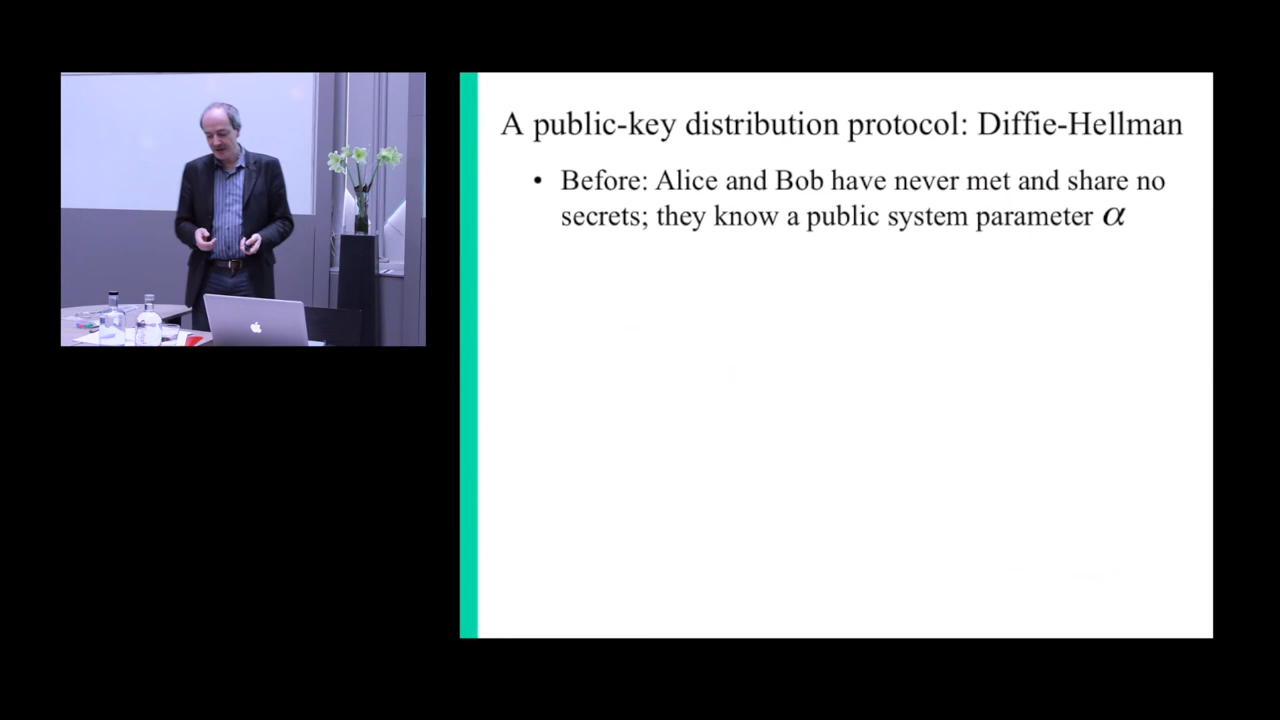 A public-key distribution protocol: Diffie-Hellman
• Before: Alice and Bob have never met and share no
secrets; they know a public system parameter α